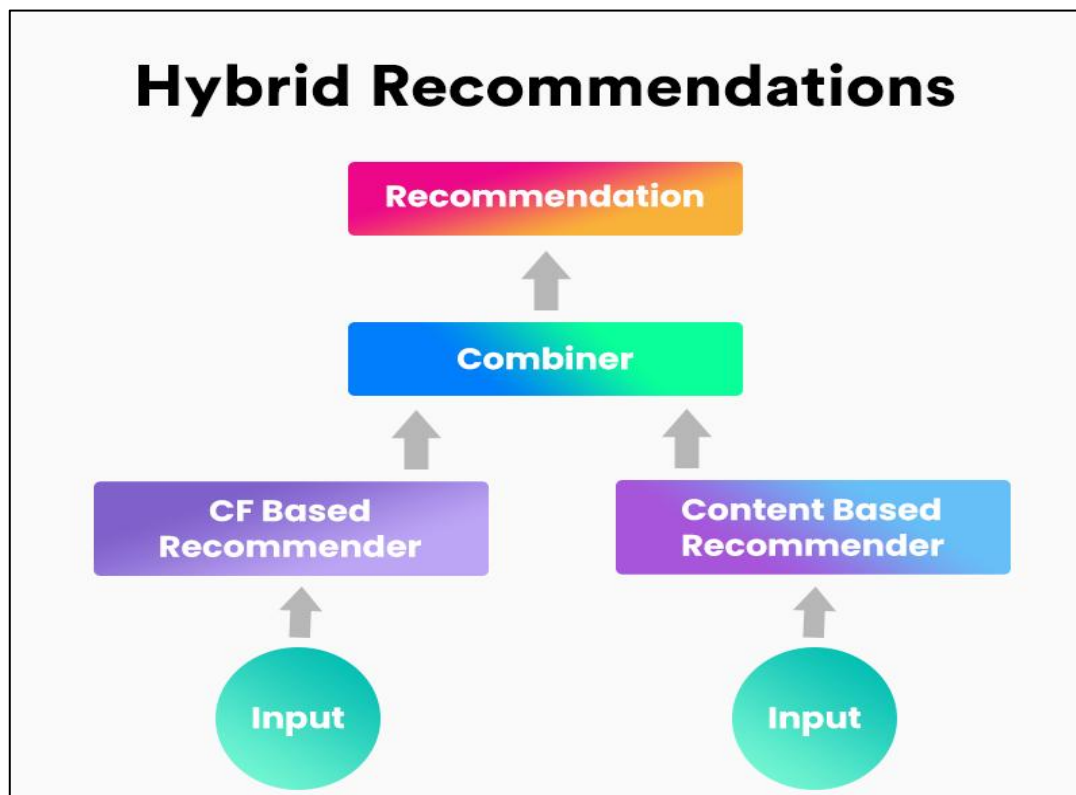 Hybrid Recommendations
Recommendation
Combiner
CF Based
Recommender
Content Based
Recommender
Input
Input